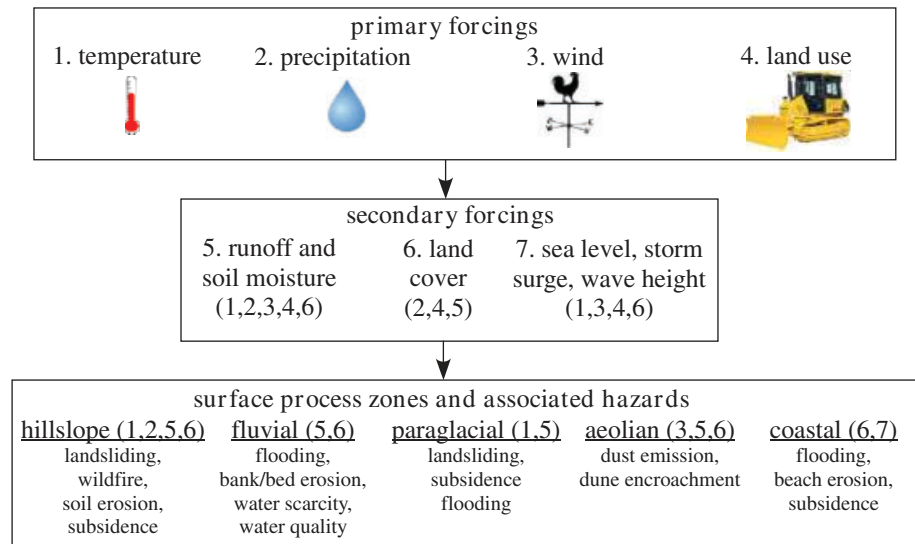 primary forcings
1. temperature 2. precipitation 3. wind 4. land use
secondary forcings
5. runoff and 6. land 7. sea level, storm
soil moisture cover surge, wave height
(1,2,3,4,6) (2,4,5) (1,3,4,6)
surface process zones and associated hazards
hillslope (1,2,5,6) fluvial (5,6) paraglacial (1,5) aeolian (3,5,6) coastal (6,7)
landsliding, flooding, landsliding, dust emission, flooding,
wildfire, bank/bed erosion, subsidence dune encroachment beach erosion,
soil erosion, water scarcity, flooding subsidence
subsidence water quality